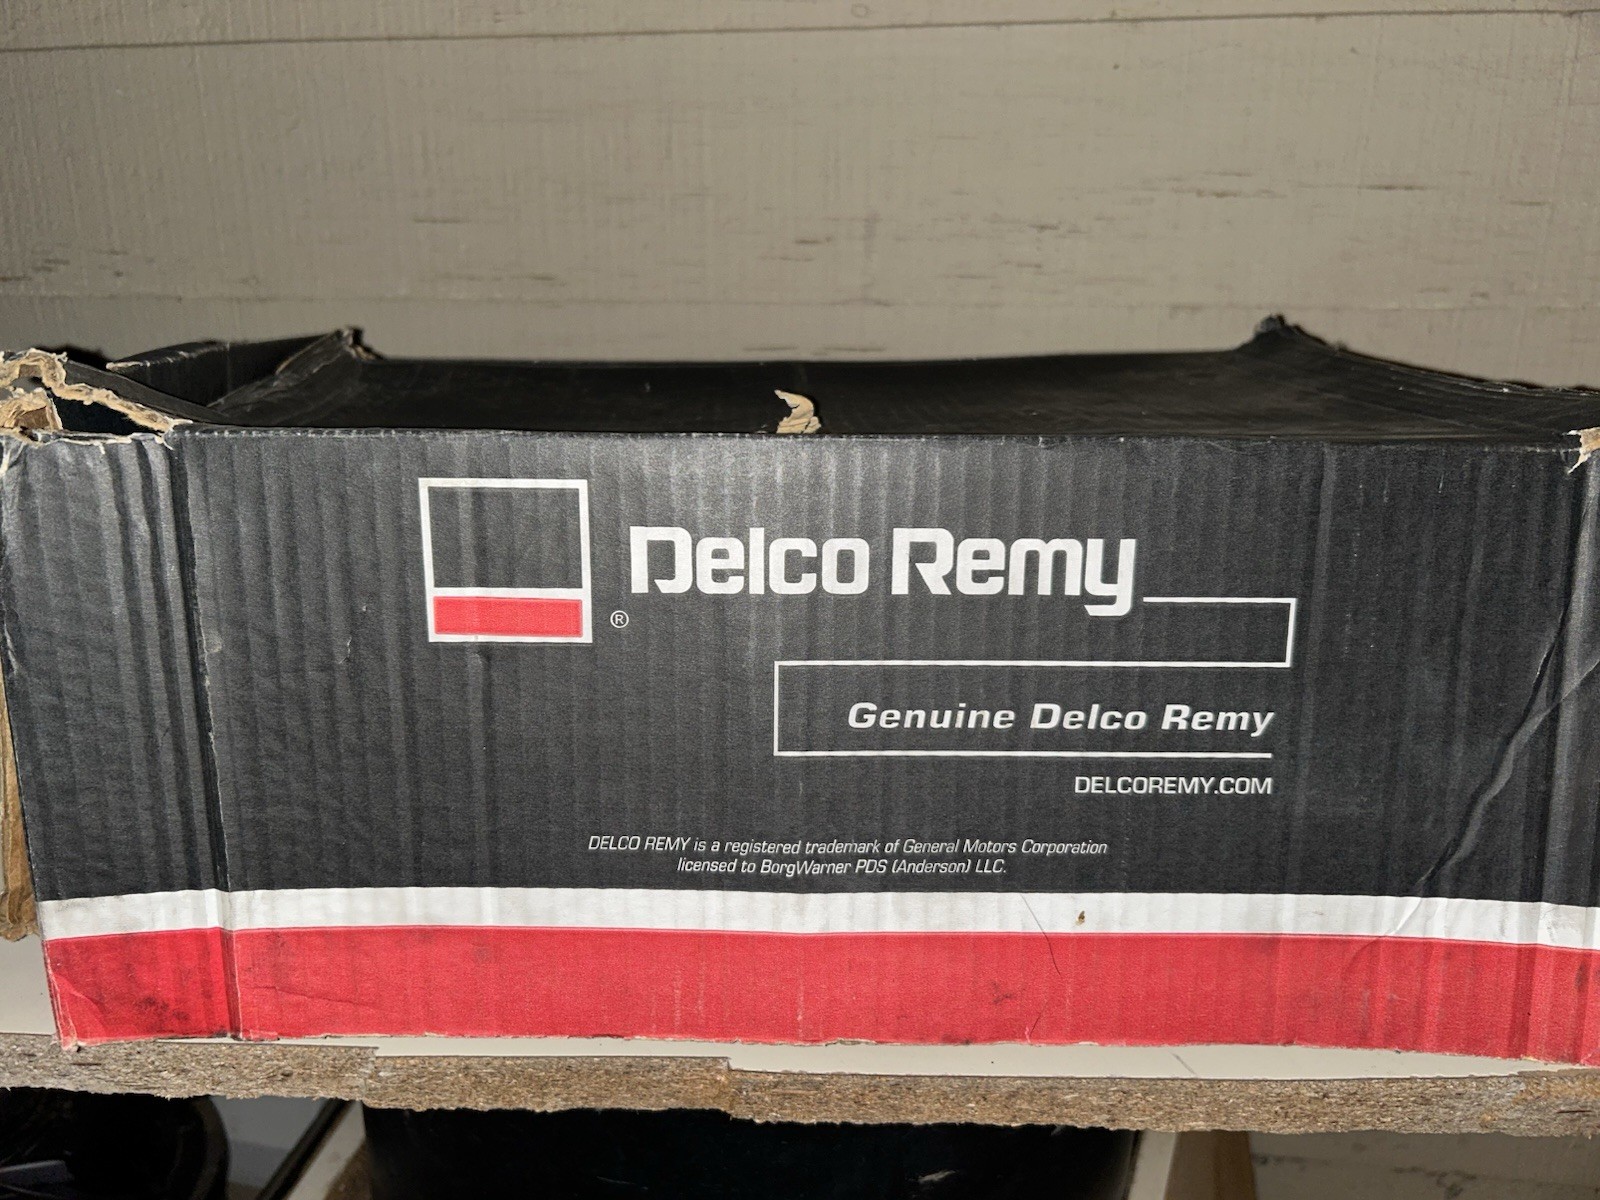 Delco Remy
®
Genuine Delco Remy
DELCOREMY.COM
DELCO REMY is a registered trademark of General Motors Corporation
licensed to BorgWarner PDS (Anderson) LLC.